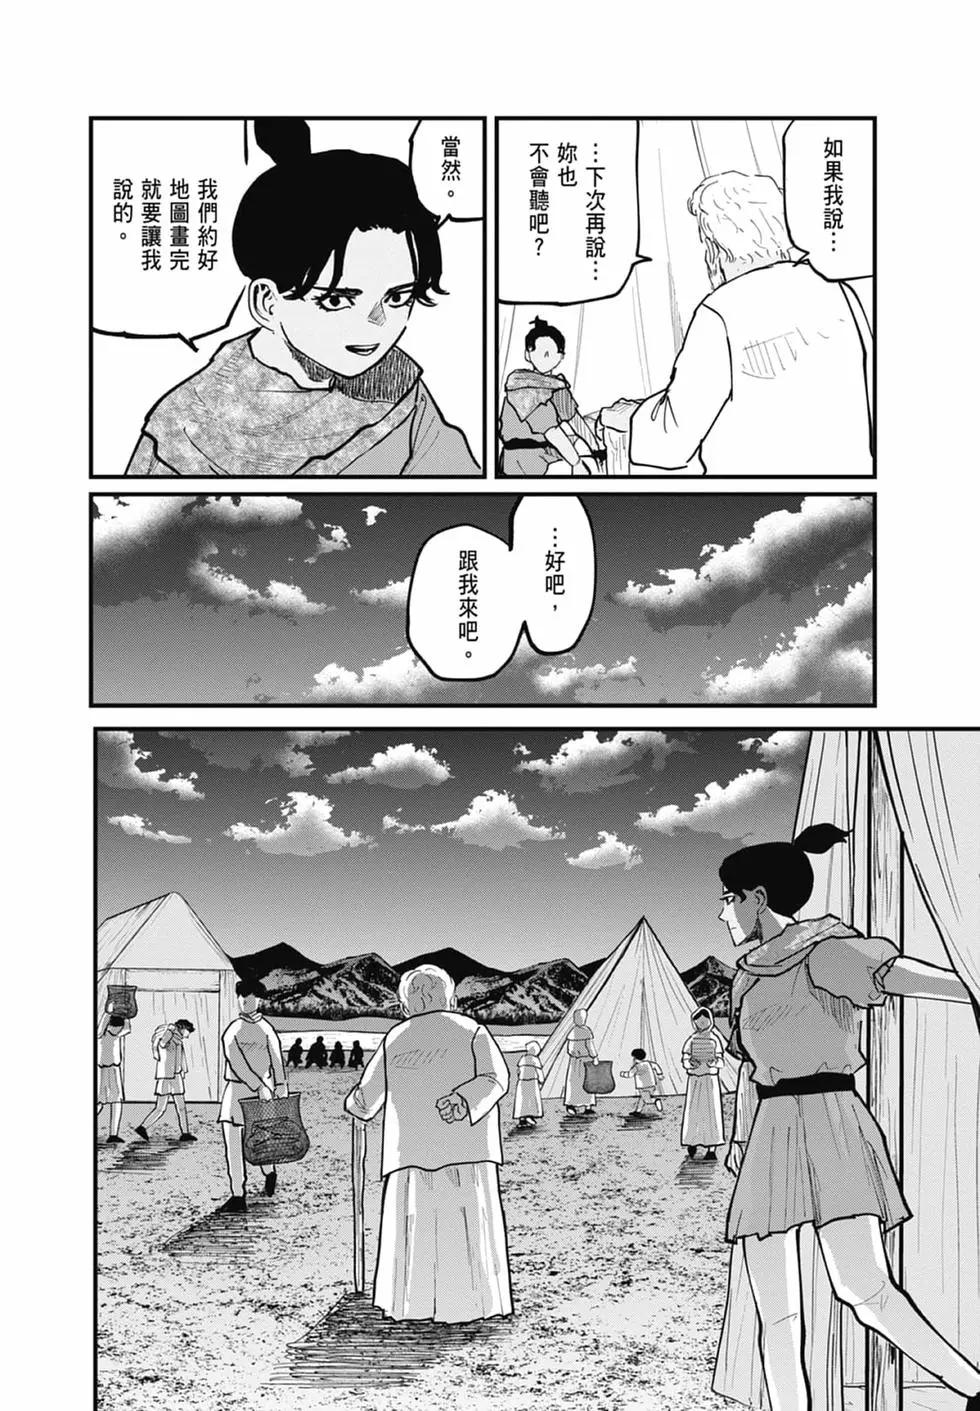 如果我說…
…下次再說…
妳也
不會聽吧？
當然。
我們約好
地圖畫完
就要讓我
說的。
…好吧，
跟我來吧。